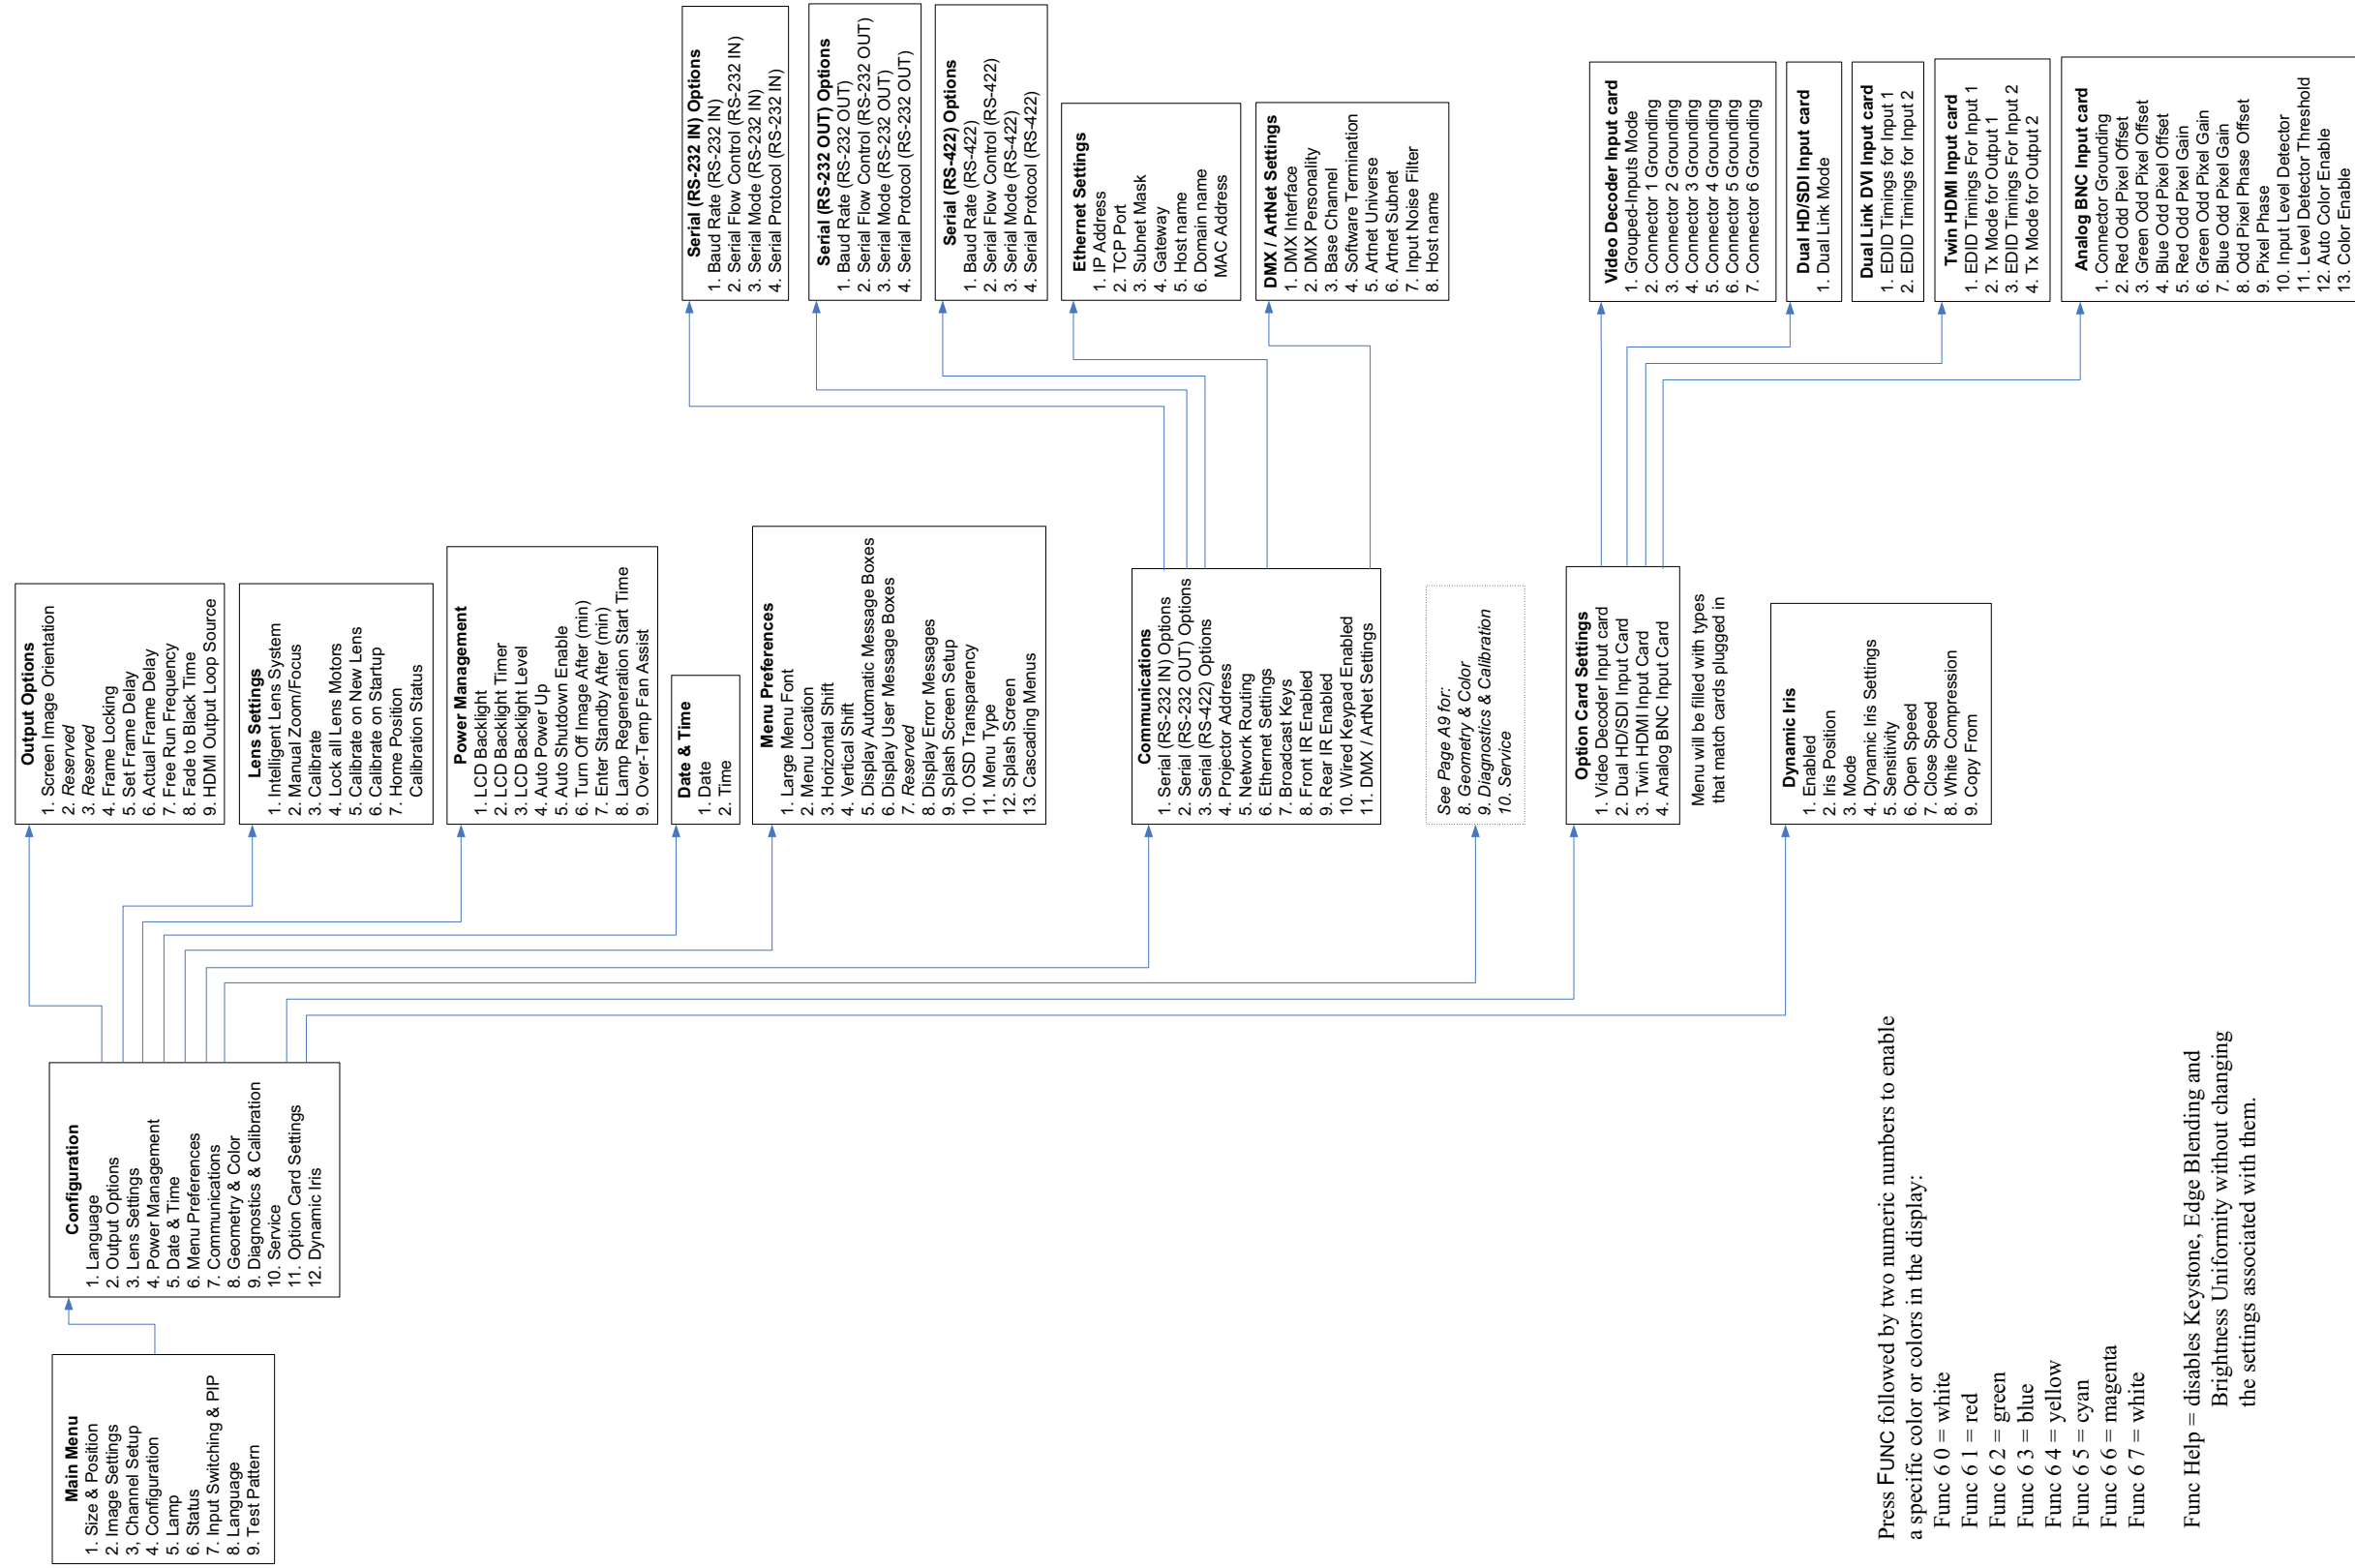 Main Menu
1. Size & Position
2. Image Settings
3, Channel Setup
4. Configuration
5. Lamp
6. Status
7. Input Switching & PIP
8. Language
9. Test Pattern
Configuration
1. Language
2. Output Options
3. Lens Settings
4. Power Management
5. Date & Time
6. Menu Preferences
7. Communications
8. Geometry & Color
9. Diagnostics & Calibration
10. Service
11. Option Card Settings
12. Dynamic Iris
Output Options
1. Screen Image Orientation
2. Reserved
3. Reserved
4. Frame Locking
5. Set Frame Delay
6. Actual Frame Delay
7. Free Run Frequency
8. Fade to Black Time
9. HDMI Output Loop Source
Lens Settings
1. Intelligent Lens System
2. Manual Zoom/Focus
3. Calibrate
4. Lock all Lens Motors
5. Calibrate on New Lens
6. Calibrate on Startup
7. Home Position
Calibration Status
Power Management
1. LCD Backlight
2. LCD Backlight Timer
3. LCD Backlight Level
4. Auto Power Up
5. Auto Shutdown Enable
6. Turn Off Image After (min)
7. Enter Standby After (min)
8. Lamp Regeneration Start Time
9. Over-Temp Fan Assist
Date & Time
1. Date
2. Time
Menu Preferences
1. Large Menu Font
2. Menu Location
3. Horizontal Shift
4. Vertical Shift
5. Display Automatic Message Boxes
6. Display User Message Boxes
7. Reserved
8. Display Error Messages
9. Splash Screen Setup
10. OSD Transparency
11. Menu Type
12. Splash Screen
13. Cascading Menus
Communications
1. Serial (RS-232 IN) Options
2. Serial (RS-232 OUT) Options
3. Serial (RS-422) Options
4. Projector Address
5. Network Routing
6. Ethernet Settings
7. Broadcast Keys
8. Front IR Enabled
9. Rear IR Enabled
10. Wired Keypad Enabled
11. DMX / ArtNet Settings
See Page A9 for:
8. Geometry & Color
9. Diagnostics & Calibration
10. Service
Option Card Settings
1. Video Decoder Input card
2. Dual HD/SDI Input Card
3. Twin HDMI Input Card
4. Analog BNC Input Card
Menu will be filled with types
that match cards plugged in
Dynamic Iris
1. Enabled
2. Iris Position
3. Mode
4. Dynamic Iris Settings
5. Sensitivity
6. Open Speed
7. Close Speed
8. White Compression
9. Copy From
Serial (RS-232 IN) Options
1. Baud Rate (RS-232 IN)
2. Serial Flow Control (RS-232 IN)
3. Serial Mode (RS-232 IN)
4. Serial Protocol (RS-232 IN)
Serial (RS-232 OUT) Options
1. Baud Rate (RS-232 OUT)
2. Serial Flow Control (RS-232 OUT)
3. Serial Mode (RS-232 OUT)
4. Serial Protocol (RS-232 OUT)
Serial (RS-422) Options
1. Baud Rate (RS-422)
2. Serial Flow Control (RS-422)
3. Serial Mode (RS-422)
4. Serial Protocol (RS-422)
Ethernet Settings
1. IP Address
2. TCP Port
3. Subnet Mask
4. Gateway
5. Host name
6. Domain name
MAC Address
DMX / ArtNet Settings
1. DMX Interface
2. DMX Personality
3. Base Channel
4. Software Termination
5. Artnet Universe
6. Artnet Subnet
7. Input Noise Filter
8. Host name
Video Decoder Input card
1. Grouped-Inputs Mode
2. Connector 1 Grounding
3. Connector 2 Grounding
4. Connector 3 Grounding
5. Connector 4 Grounding
6. Connector 5 Grounding
7. Connector 6 Grounding
Dual HD/SDI Input card
1. Dual Link Mode
Dual Link DVI Input card
1. EDID Timings for Input 1
2. EDID Timings for Input 2
Twin HDMI Input card
1. EDID Timings For Input 1
2. Tx Mode for Output 1
3. EDID Timings For Input 2
4. Tx Mode for Output 2
Analog BNC Input card
1. Connector Grounding
2. Red Odd Pixel Offset
3. Green Odd Pixel Offset
4. Blue Odd Pixel Offset
5. Red Odd Pixel Gain
6. Green Odd Pixel Gain
7. Blue Odd Pixel Gain
8. Odd Pixel Phase Offset
9. Pixel Phase
10. Input Level Detector
11. Level Detector Threshold
12. Auto Color Enable
13. Color Enable
Press FUNC followed by two numeric numbers to enable
a specific color or colors in the display:
Func 6 0 = white
Func 6 1 = red
Func 6 2 = green
Func 6 3 = blue
Func 6 4 = yellow
Func 6 5 = cyan
Func 6 6 = magenta
Func 6 7 = white
Func Help = disables Keystone, Edge Blending and
Brightness Uniformity without changing
the settings associated with them.